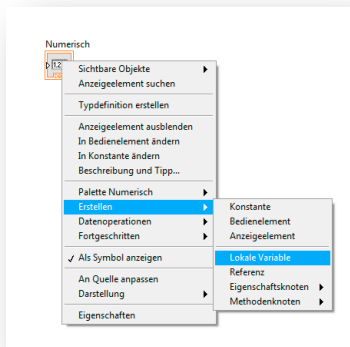 Numerisch
1.23
Sichtbare Objekte
Anzeigeelement suchen
Typdefinition erstellen
Anzeigeelement ausblenden
In Bedienelement ändern
In Konstante ändern
Beschreibung und Tipp...
Palette Numerisch
Erstellen
Datenoperationen
Fortgeschritten
Als Symbol anzeigen
An Quelle anpassen
Darstellung
Eigenschaften
Konstante
Bedienelement
Anzeigeelement
Lokale Variable
Referenz
Eigenschaftsknoten
Methodenknoten